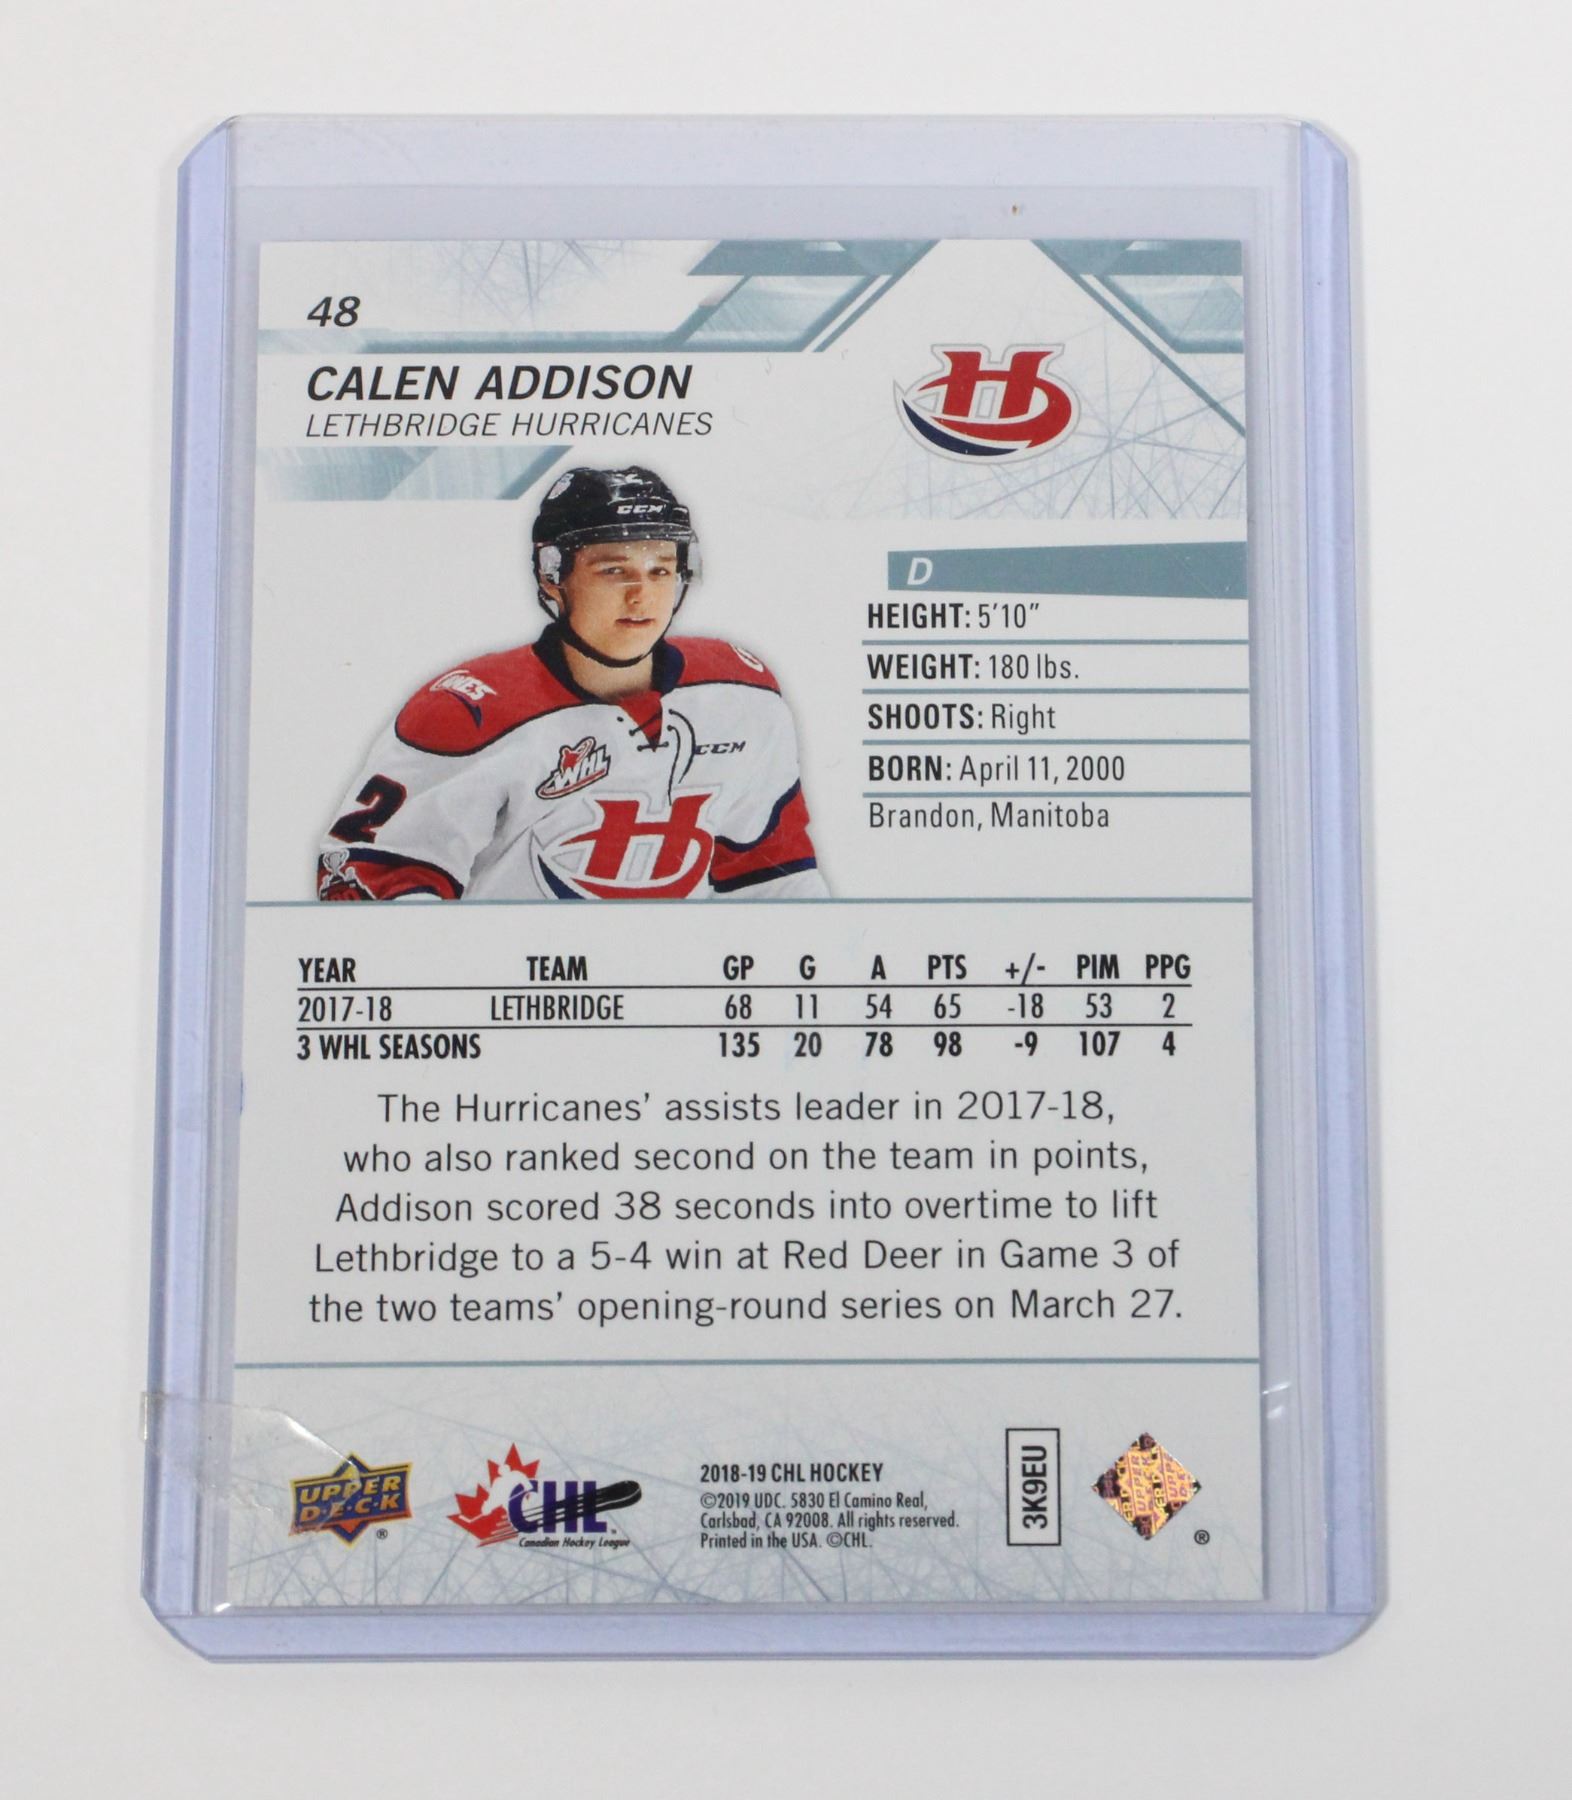 48
CALEN ADDISON
LETHBRIDGE HURRICANES
H
CCM
D
HEIGHT: 5'10"
WEIGHT: 180 lbs.
SHOOTS: Right
BORN: April 11, 2000
Brandon, Manitoba
CANES
WHL
CCM
2
H
YEAR TEAM GP G A PTS +/- PIM PPG
2017-18 LETHBRIDGE 68 11 54 65 -18 53 2
3 WHL SEASONS 135 20 78 98 -9 107 4
The Hurricanes' assists leader in 2017-18,
who also ranked second on the team in points,
Addison scored 38 seconds into overtime to lift
Lethbridge to a 5-4 win at Red Deer in Game 3 of
the two teams' opening-round series on March 27.
UPPER
D·E·C·K
®
CHL™
Canadian Hockey League
2018-19 CHL HOCKEY
©2019 UDC. 5830 El Camino Real,
Carlsbad, CA 92008. All rights reserved.
Printed in the USA. ©CHL.
3K9EU
UPPER
DECK
®